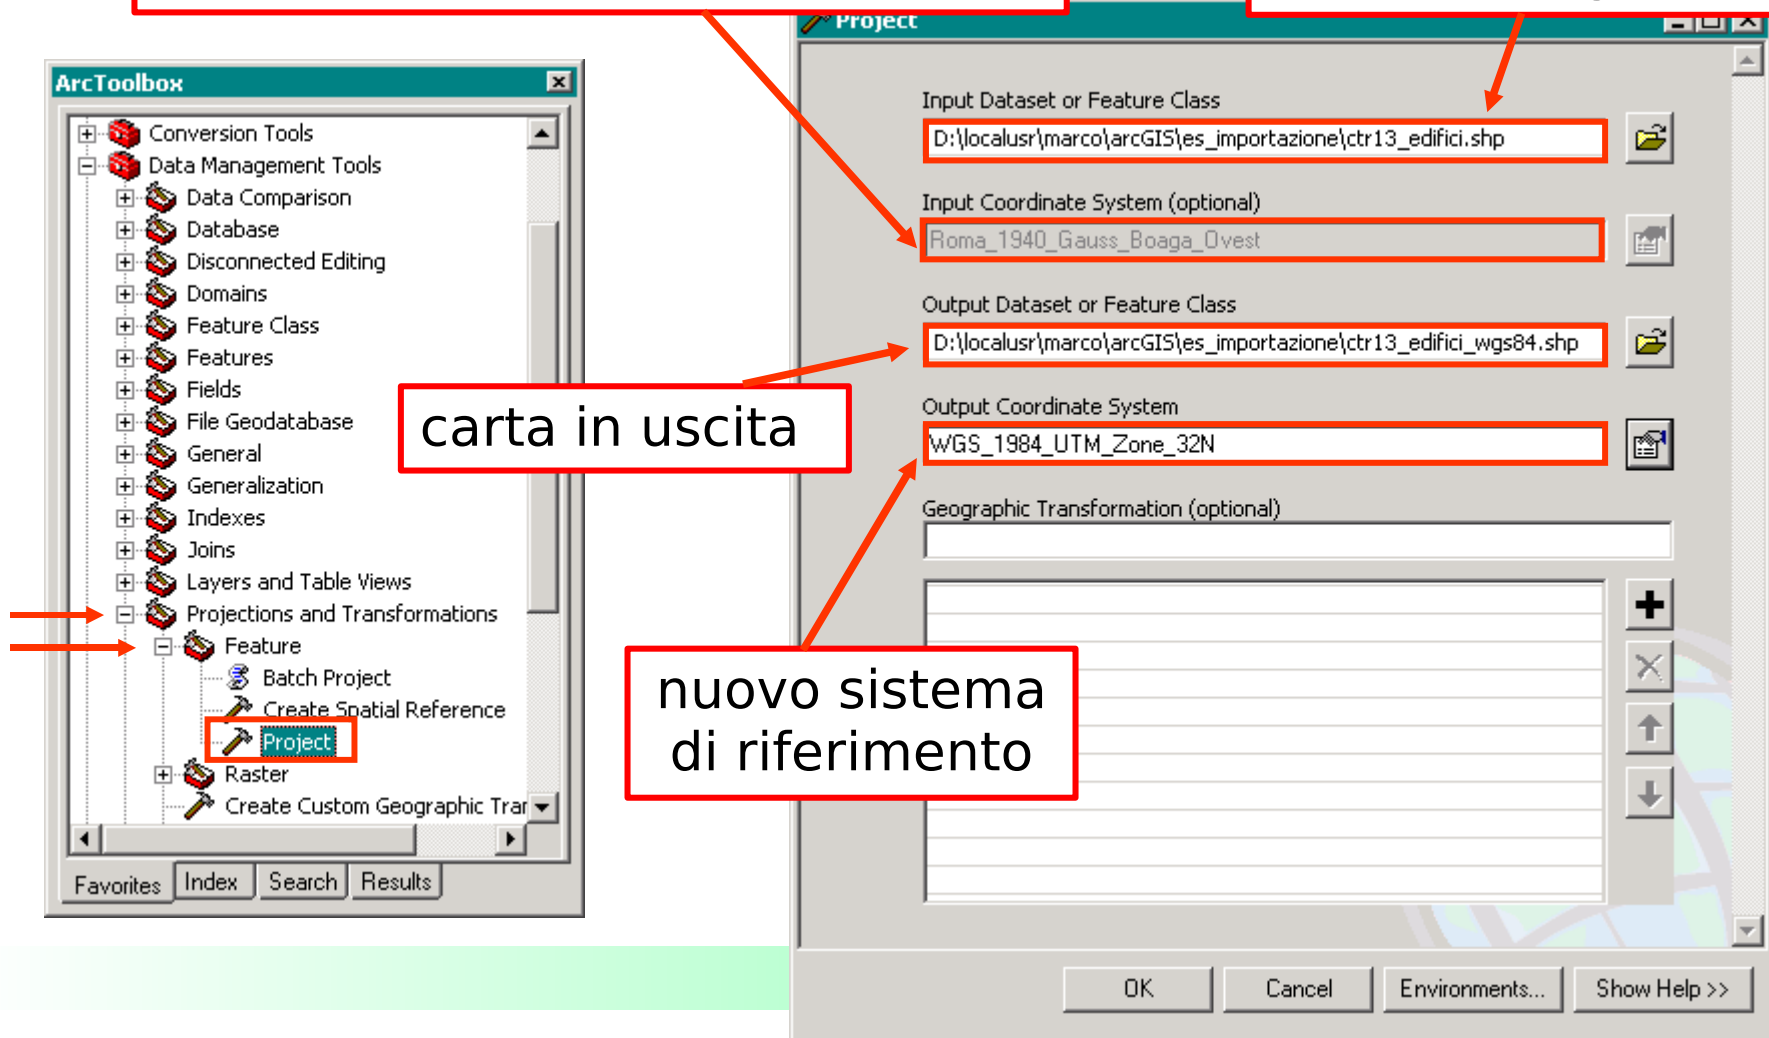 ArcToolbox
Conversion Tools
Data Management Tools
Data Comparison
Database
Disconnected Editing
Domains
Feature Class
Features
Fields
File Geodatabase
General
Generalization
Indexes
Joins
Layers and Table Views
Projections and Transformations
Feature
Batch Project
Create Spatial Reference
Project
Raster
Create Custom Geographic Trar
Favorites
Index
Search
Results
carta in uscita
nuovo sistema
di riferimento
Project
Input Dataset or Feature Class
D:\localusr\marco\arcGIS\es_importazione\ctr13_edifici.shp
Input Coordinate System (optional)
Roma_1940_Gauss_Boaga_Ovest
Output Dataset or Feature Class
D:\localusr\marco\arcGIS\es_importazione\ctr13_edifici_wgs84.shp
Output Coordinate System
WGS_1984_UTM_Zone_32N
Geographic Transformation (optional)
OK
Cancel
Environments...
Show Help >>